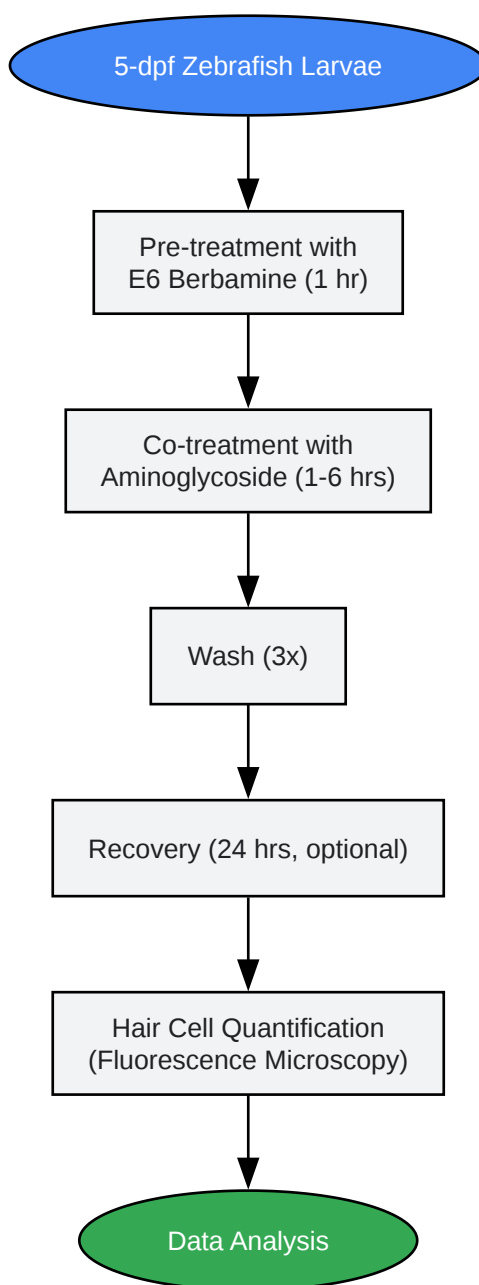 5-dpf Zebrafish Larvae
Pre-treatment with
E6 Berbamine (1 hr)
Co-treatment with
Aminoglycoside (1-6 hrs)
Wash (3x)
Recovery (24 hrs, optional)
Hair Cell Quantification
(Fluorescence Microscopy)
Data Analysis